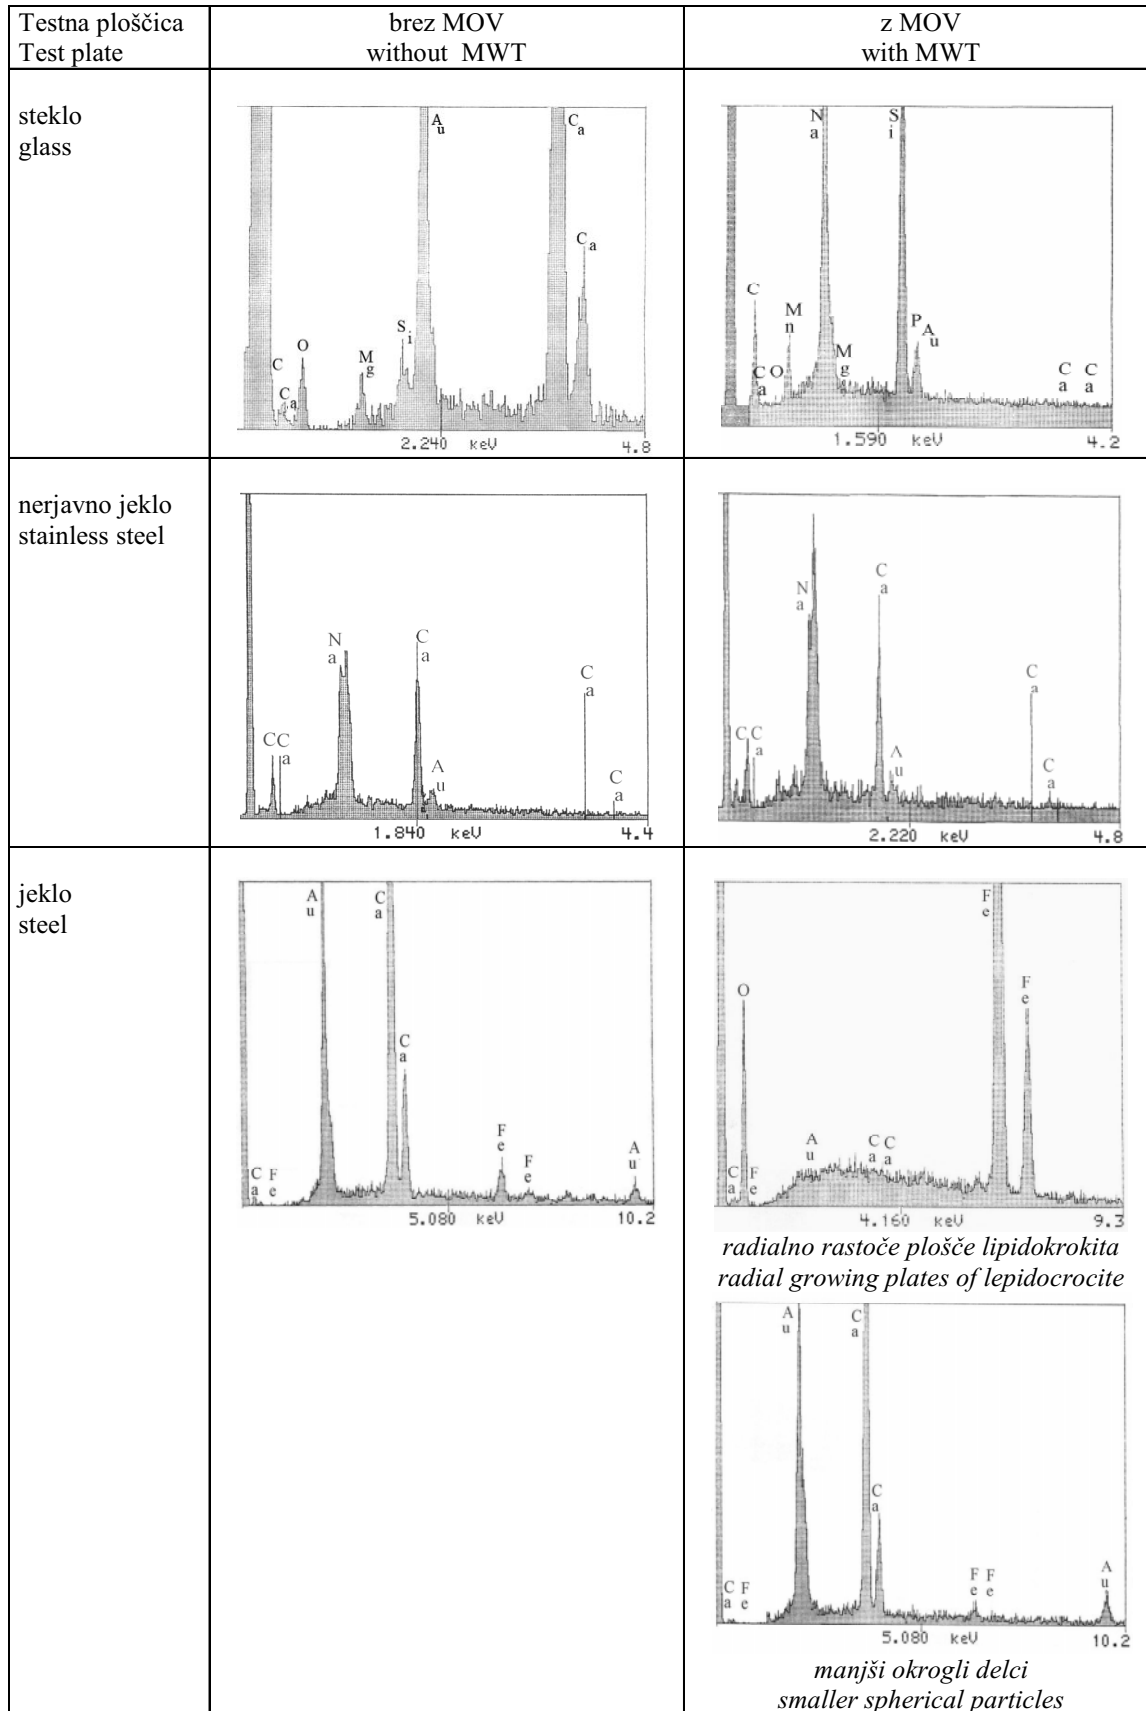 Testna ploščica
Test plate
brez MOV
without MWT
z MOV
with MWT
steklo
glass
Au
Ca
Ca
Si
O
Mg
C
Ca
2.240 keV 4.8
Na
Si
C
Mn
P
Au
Mg
Ca
O
Ca
Ca
1.590 keV 4.2
nerjavno jeklo
stainless steel
Na
Ca
Ca
C
Ca
Au
Ca
1.840 keV 4.4
Ca
Na
Ca
C
Ca
Au
Ca
2.220 keV 4.8
jeklo
steel
Au
Ca
Ca
Fe
Fe
Au
Ca
Fe
5.080 keV 10.2
Fe
Fe
O
Au
Ca
Ca
Ca
Fe
4.160 keV 9.3
radialno rastoče plošče lipidokrokita
radial growing plates of lepidocrocite
Au
Ca
Ca
Fe
Fe
Au
Ca
Fe
5.080 keV 10.2
manjši okrogli delci
smaller spherical particles